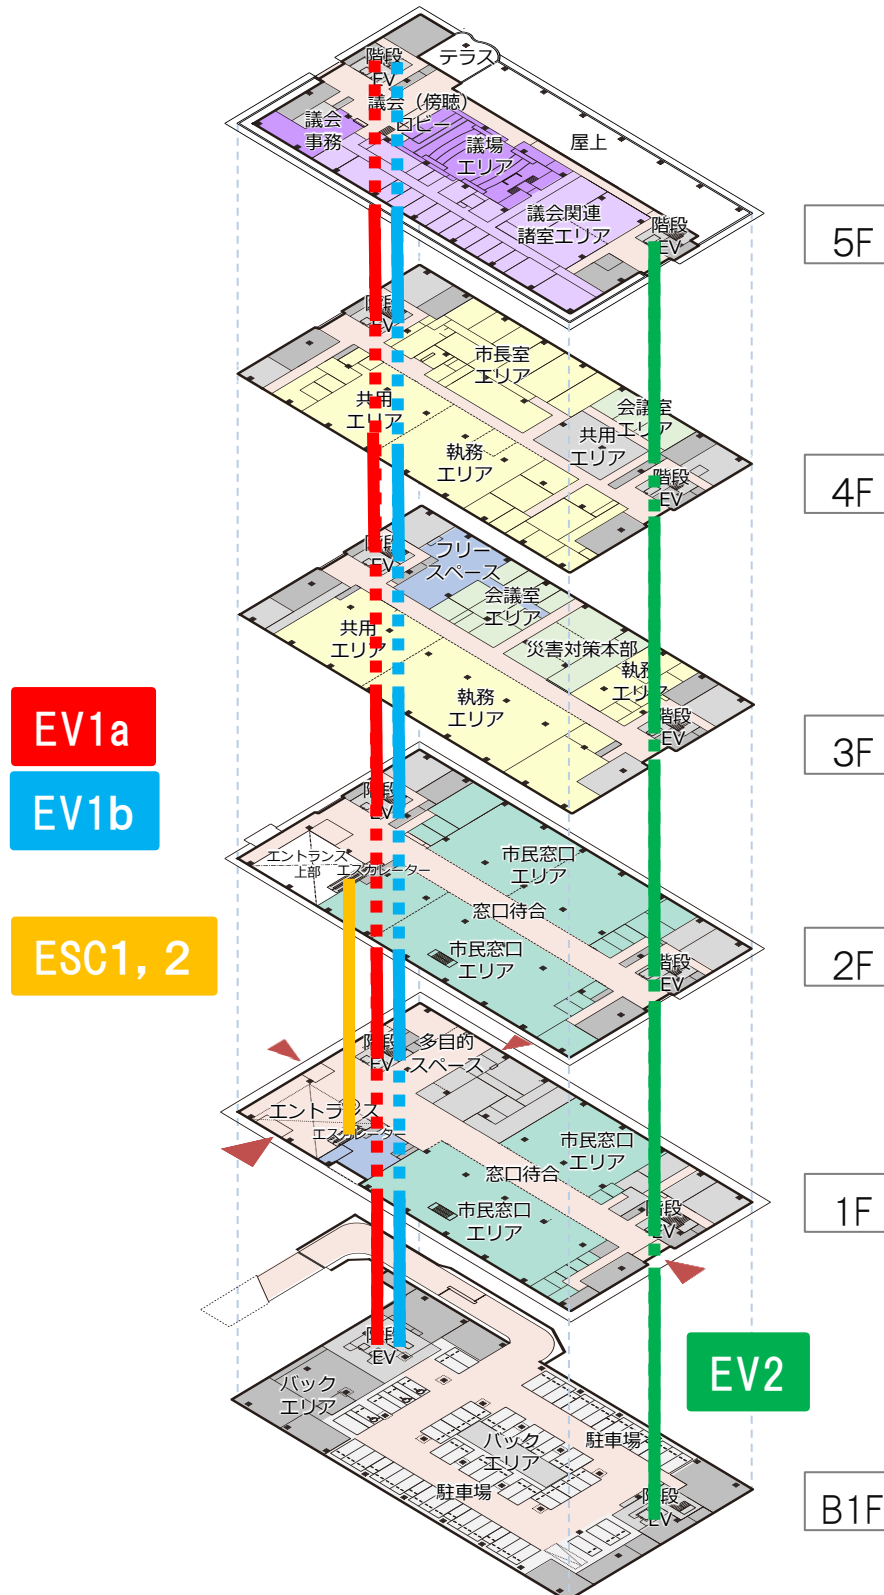 階段
EV
テラス
議会（傍聴）
ロビー
議会
事務
議場
エリア
屋上
議会関連
諸室エリア
階段
EV
5F
階段
EV
市長室
エリア
共用
エリア
会議室
エリア
共用
エリア
執務
エリア
階段
EV
4F
階段
EV
フリー
スペース
会議室
エリア
共用
エリア
災害対策本部
執務
エリア
執務
エリア
階段
EV
3F
EV1a
EV1b
階段
EV
エントランス
上部
エスカレーター
市民窓口
エリア
窓口待合
市民窓口
エリア
階段
EV
2F
ESC1, 2
階段
EV
多目的
スペース
エントランス
エスカレーター
市民窓口
エリア
窓口待合
市民窓口
エリア
階段
EV
1F
階段
EV
EV2
バック
エリア
バック
エリア
駐車場
駐車場
階段
EV
B1F